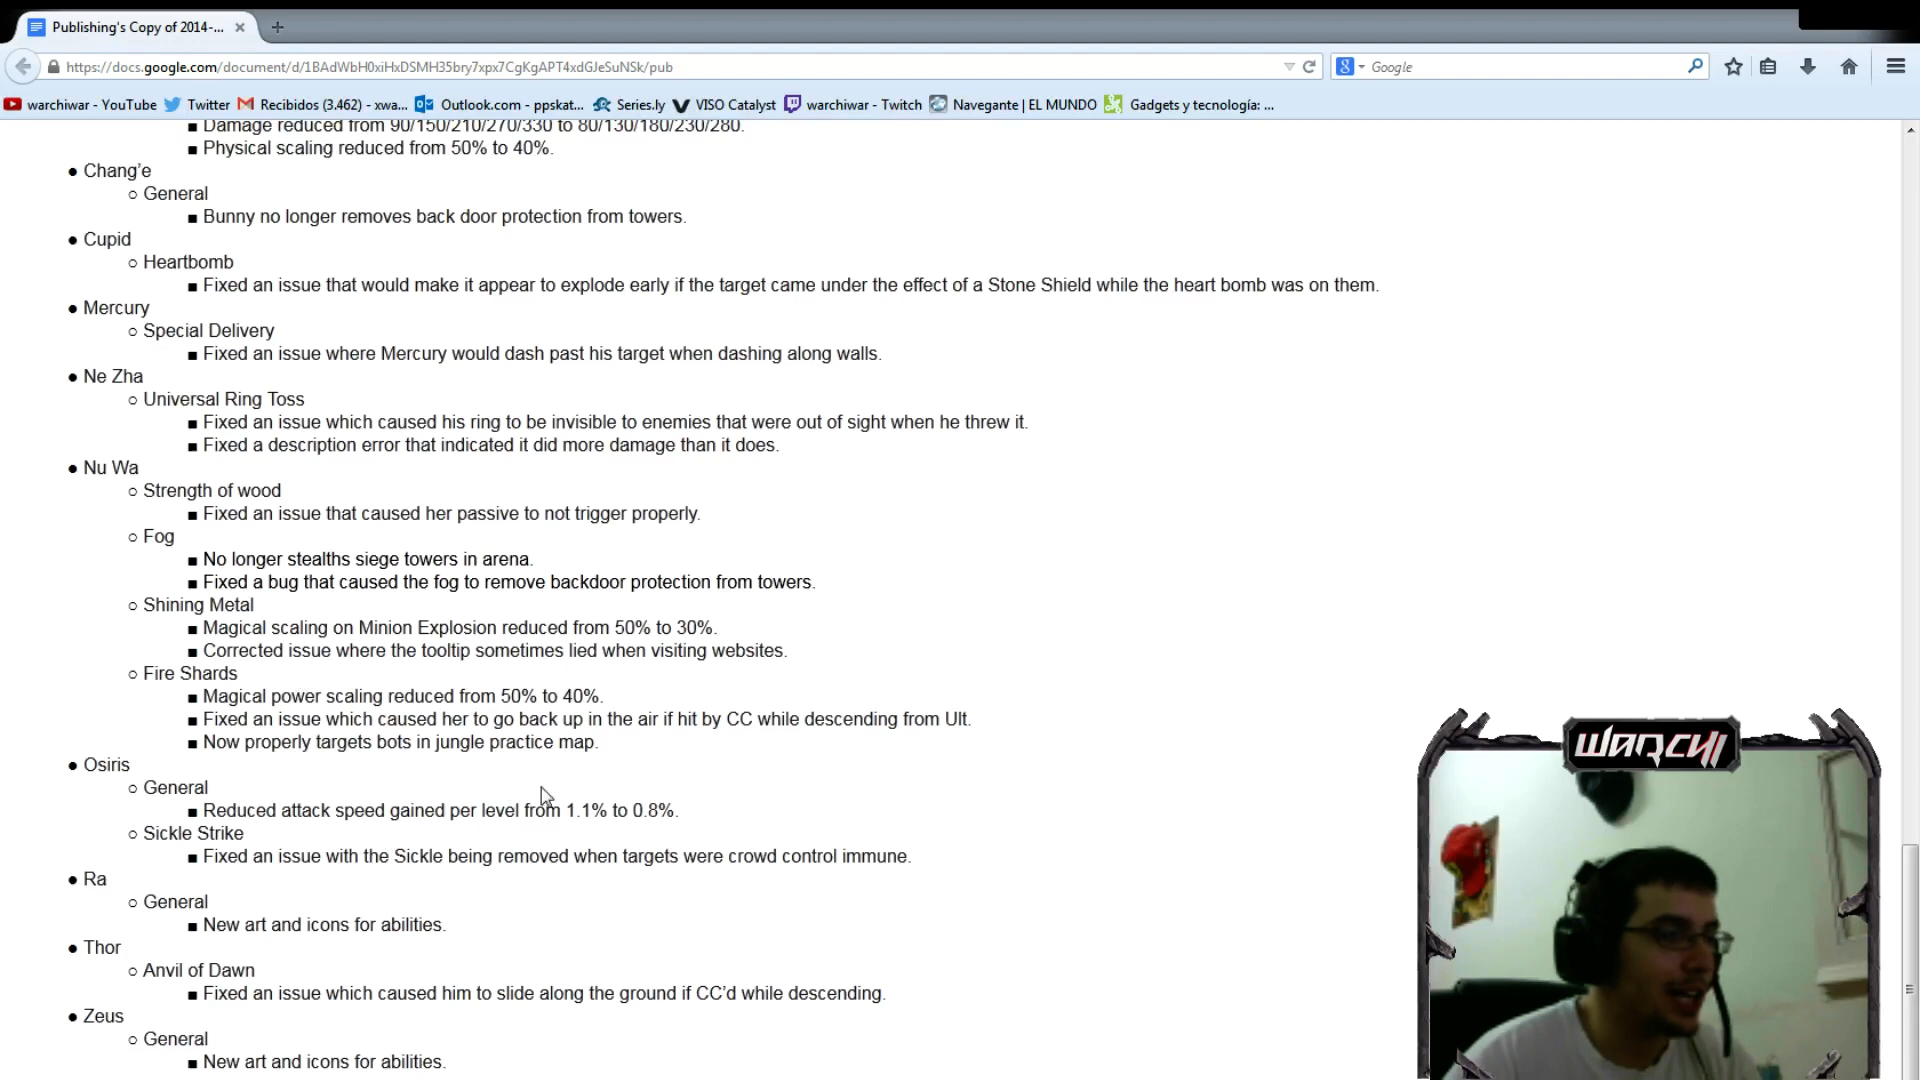 Publishing's Copy of 2014-...
https://docs.google.com/document/d/1BAdWbH0xiHxDSMH35bry7xpx7CgKgAPT4xdGJeSuNSk/pub
Google
warchiwar - YouTube Twitter Recibidos (3.462) - xwa... Outlook.com - ppskat... Series.ly VISO Catalyst warchiwar - Twitch Navegante | EL MUNDO Gadgets y tecnología: ...
■ Damage reduced from 90/150/210/270/330 to 80/130/180/230/280.
■ Physical scaling reduced from 50% to 40%.
● Chang’e
○ General
■ Bunny no longer removes back door protection from towers.
● Cupid
○ Heartbomb
■ Fixed an issue that would make it appear to explode early if the target came under the effect of a Stone Shield while the heart bomb was on them.
● Mercury
○ Special Delivery
■ Fixed an issue where Mercury would dash past his target when dashing along walls.
● Ne Zha
○ Universal Ring Toss
■ Fixed an issue which caused his ring to be invisible to enemies that were out of sight when he threw it.
■ Fixed a description error that indicated it did more damage than it does.
● Nu Wa
○ Strength of wood
■ Fixed an issue that caused her passive to not trigger properly.
○ Fog
■ No longer stealths siege towers in arena.
■ Fixed a bug that caused the fog to remove backdoor protection from towers.
○ Shining Metal
■ Magical scaling on Minion Explosion reduced from 50% to 30%.
■ Corrected issue where the tooltip sometimes lied when visiting websites.
○ Fire Shards
■ Magical power scaling reduced from 50% to 40%.
■ Fixed an issue which caused her to go back up in the air if hit by CC while descending from Ult.
■ Now properly targets bots in jungle practice map.
● Osiris
○ General
■ Reduced attack speed gained per level from 1.1% to 0.8%.
○ Sickle Strike
■ Fixed an issue with the Sickle being removed when targets were crowd control immune.
● Ra
○ General
■ New art and icons for abilities.
● Thor
○ Anvil of Dawn
■ Fixed an issue which caused him to slide along the ground if CC’d while descending.
● Zeus
○ General
■ New art and icons for abilities.
WARCHI